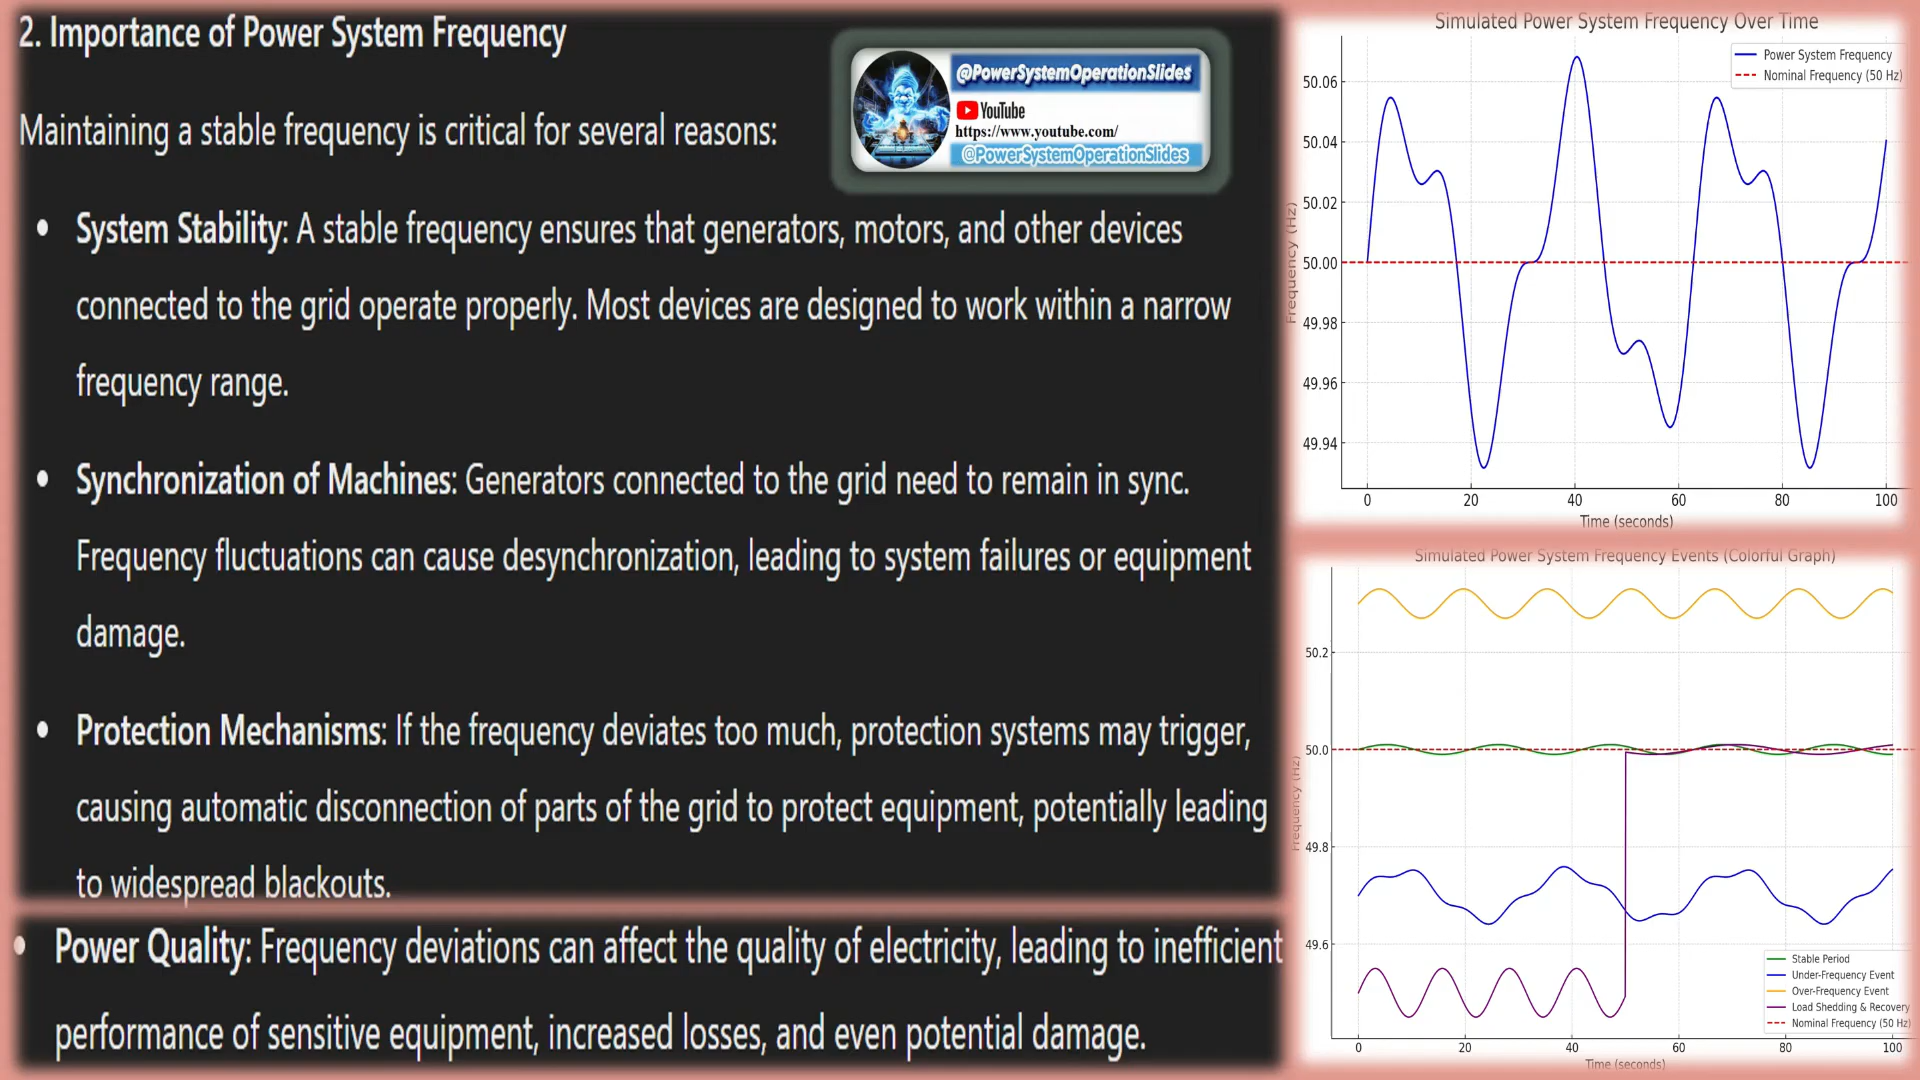 2. Importance of Power System Frequency
Maintaining a stable frequency is critical for several reasons:
@PowerSystemOperationSlides
YouTube
https://www.youtube.com/
@PowerSystemOperationSlides
• System Stability: A stable frequency ensures that generators, motors, and other devices
connected to the grid operate properly. Most devices are designed to work within a narrow
frequency range.
• Synchronization of Machines: Generators connected to the grid need to remain in sync.
Frequency fluctuations can cause desynchronization, leading to system failures or equipment
damage.
• Protection Mechanisms: If the frequency deviates too much, protection systems may trigger,
causing automatic disconnection of parts of the grid to protect equipment, potentially leading
to widespread blackouts.
• Power Quality: Frequency deviations can affect the quality of electricity, leading to inefficient
performance of sensitive equipment, increased losses, and even potential damage.
Simulated Power System Frequency Over Time
Power System Frequency
Nominal Frequency (50 Hz)
Frequency (Hz)
50.06
50.04
50.02
50.00
49.98
49.96
49.94
0 20 40 60 80 100
Time (seconds)
Simulated Power System Frequency Events (Colorful Graph)
Frequency (Hz)
50.2
50.0
49.8
49.6
Stable Period
Under-Frequency Event
Over-Frequency Event
Load Shedding & Recovery
Nominal Frequency (50 Hz)
0 20 40 60 80 100
Time (seconds)